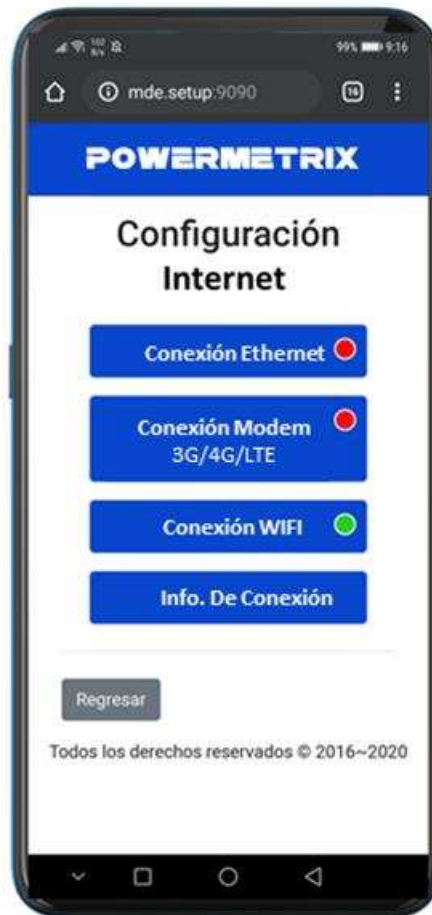 102
B/s
99% 9:16
mde.setup:9090
16
POWERMETRIX
Configuración
Internet
Conexión Ethernet
Conexión Modem
3G/4G/LTE
Conexión WIFI
Info. De Conexión
Regresar
Todos los derechos reservados © 2016~2020